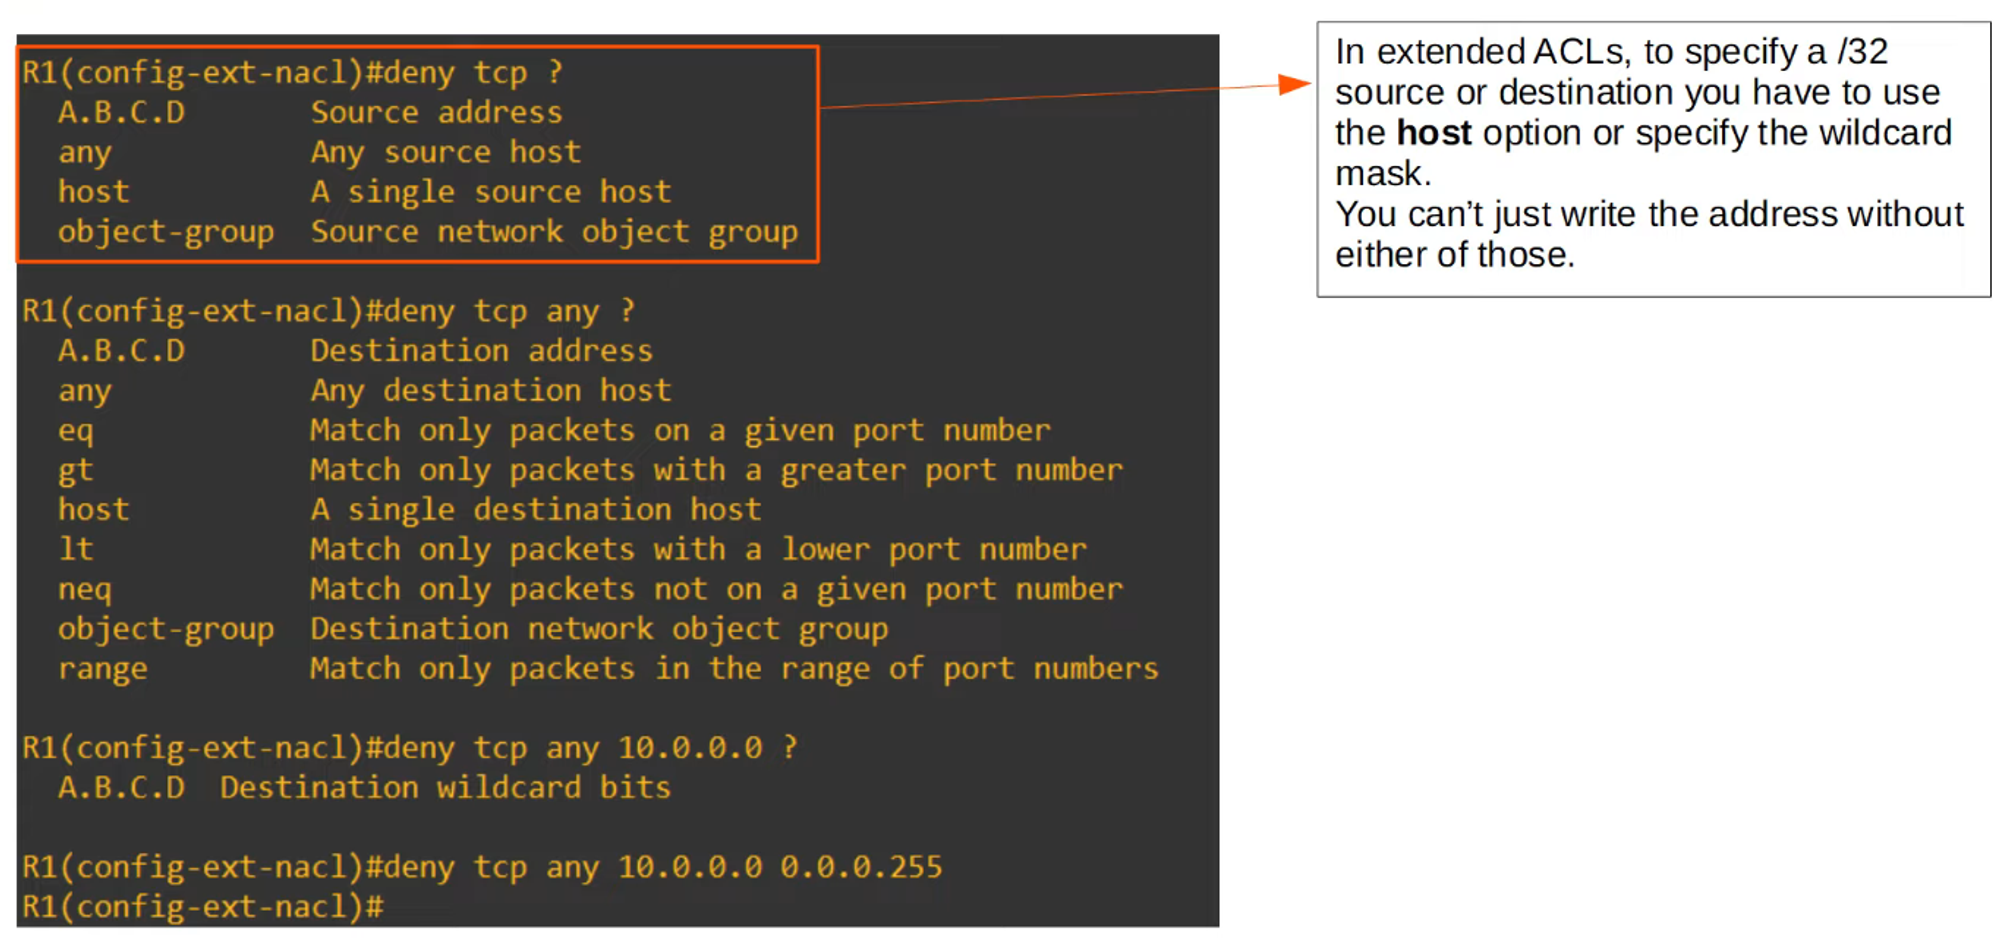 R1(config-ext-nacl)#deny tcp ?
A.B.C.D Source address
any Any source host
host A single source host
object-group Source network object group
R1(config-ext-nacl)#deny tcp any ?
A.B.C.D Destination address
any Any destination host
eq Match only packets on a given port number
gt Match only packets with a greater port number
host A single destination host
lt Match only packets with a lower port number
neq Match only packets not on a given port number
object-group Destination network object group
range Match only packets in the range of port numbers
R1(config-ext-nacl)#deny tcp any 10.0.0.0 ?
A.B.C.D Destination wildcard bits
R1(config-ext-nacl)#deny tcp any 10.0.0.0 0.0.0.255
R1(config-ext-nacl)#
In extended ACLs, to specify a /32
source or destination you have to use
the host option or specify the wildcard
mask.
You can’t just write the address without
either of those.